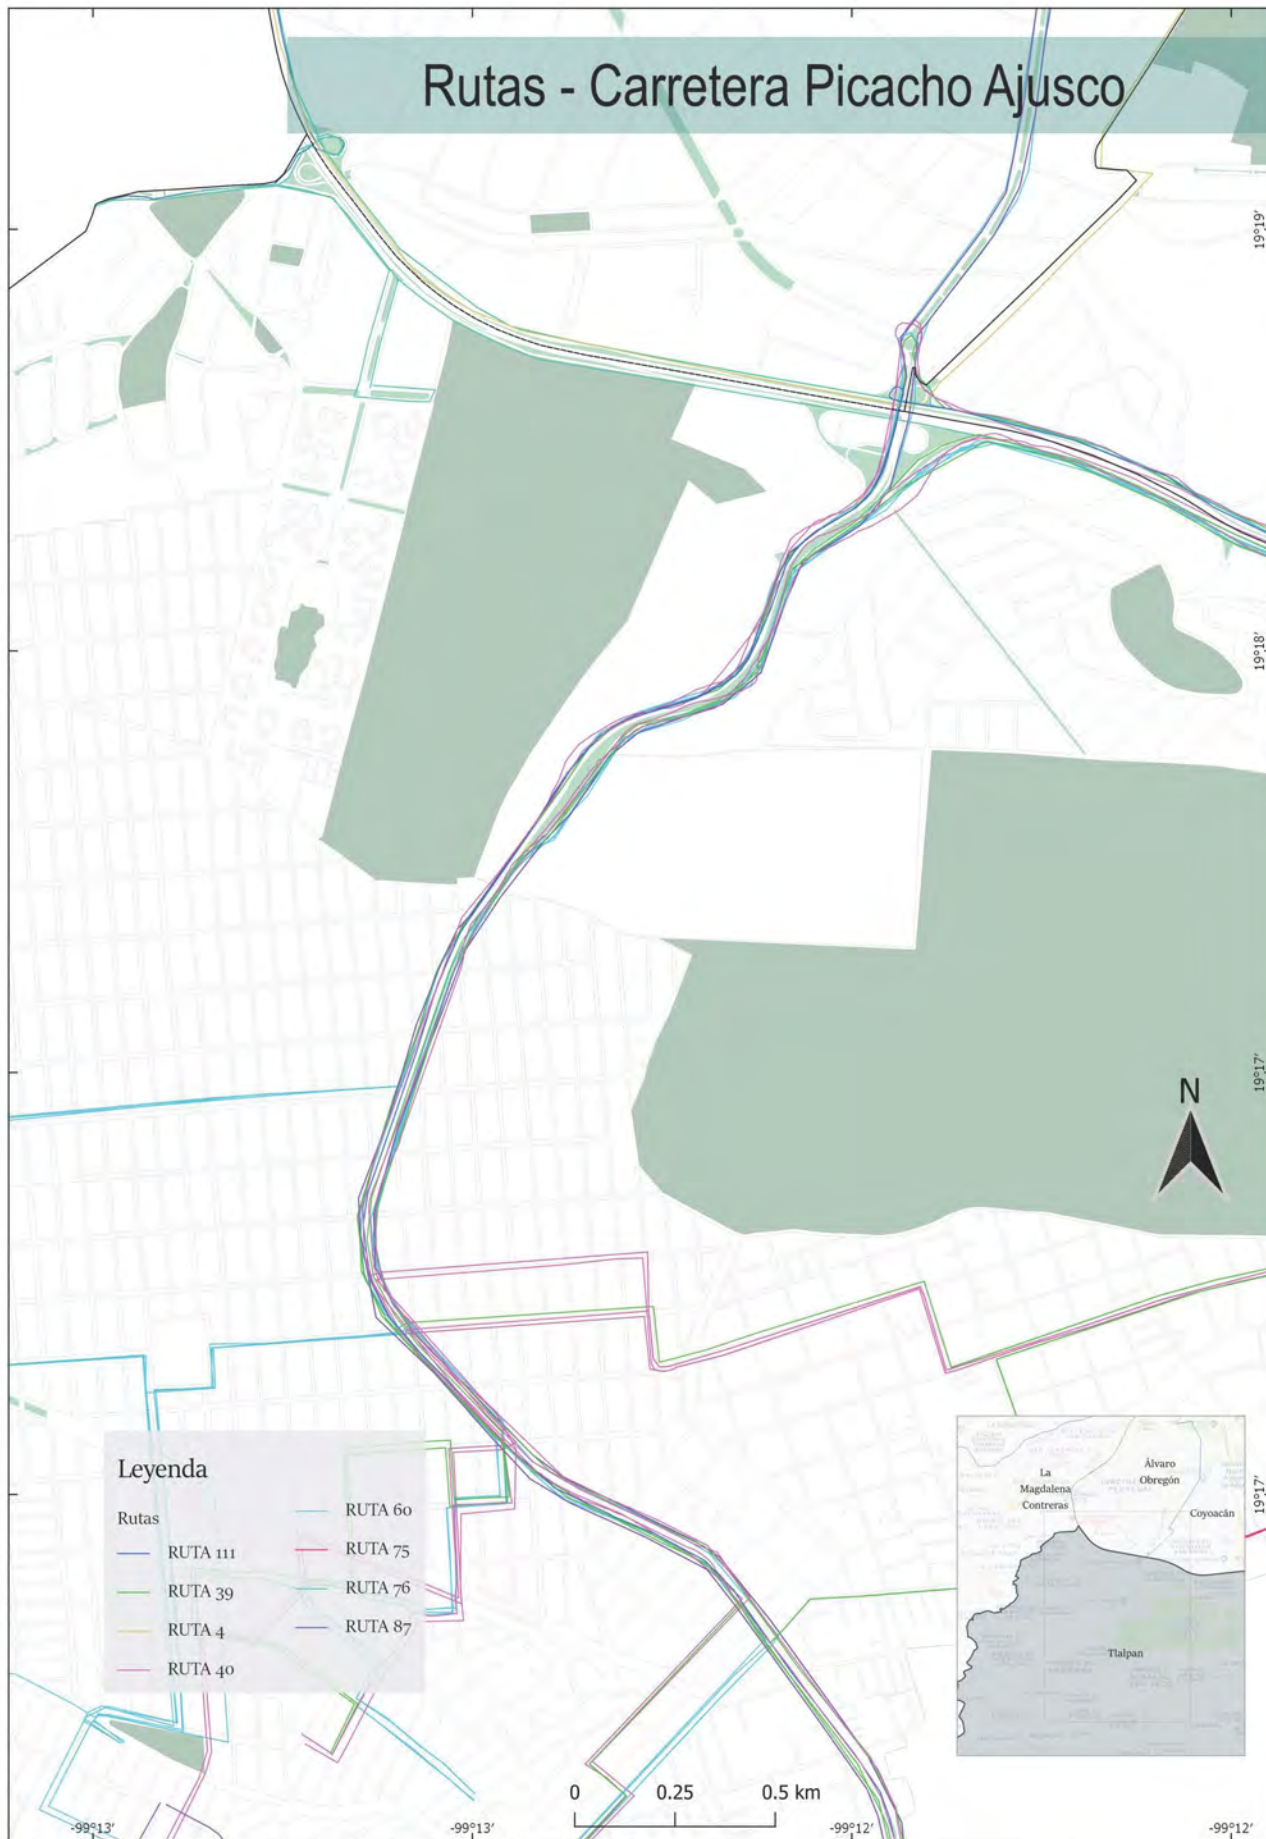 Rutas - Carretera Picacho Ajusco
19°19'
19°18'
19°17'
N
19°17'
Leyenda
Rutas
RUTA 111
RUTA 39
RUTA 4
RUTA 40
RUTA 60
RUTA 75
RUTA 76
RUTA 87
La
Magdalena
Contreras
Álvaro
Obregón
Coyoacán
Tlalpan
0 0.25 0.5 km
-99°13' -99°13' -99°12' -99°12'